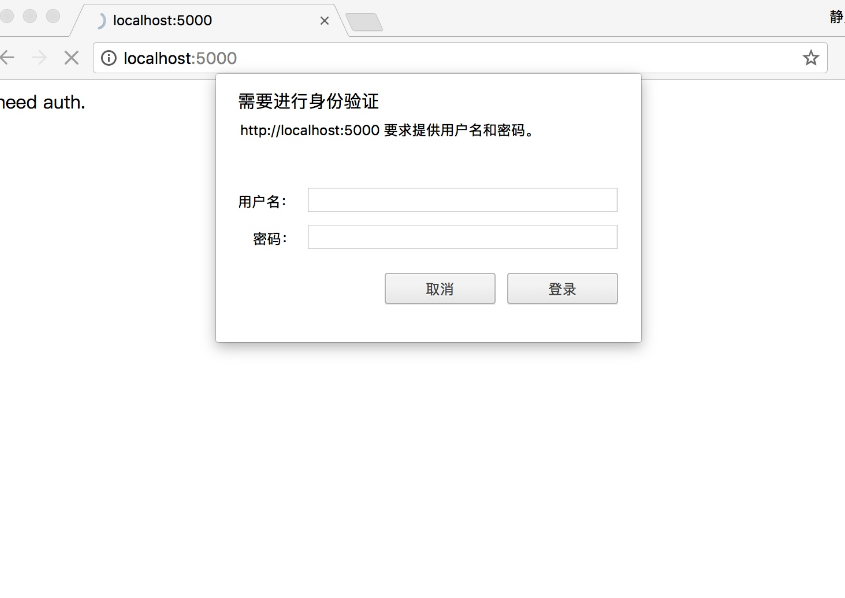 localhost:5000
静
localhost:5000
need auth.
需要进行身份验证
http://localhost:5000 要求提供用户名和密码。
用户名：
密码：
取消
登录